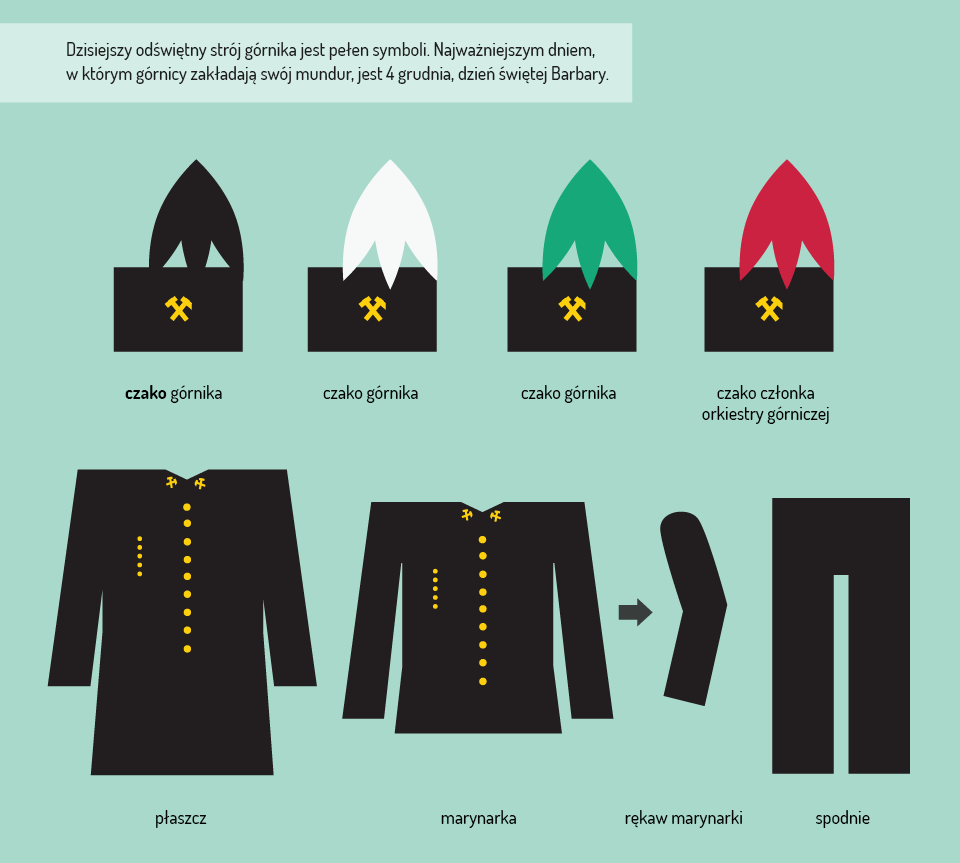 Dzisiejszy odświętny strój górnika jest pełen symboli. Najważniejszym dniem,
w którym górnicy zakładają swój mundur, jest 4 grudnia, dzień świętej Barbary.
czako górnika
czako górnika
czako górnika
czako członka
orkiestry górniczej
płaszcz
marynarka
rękaw marynarki
spodnie